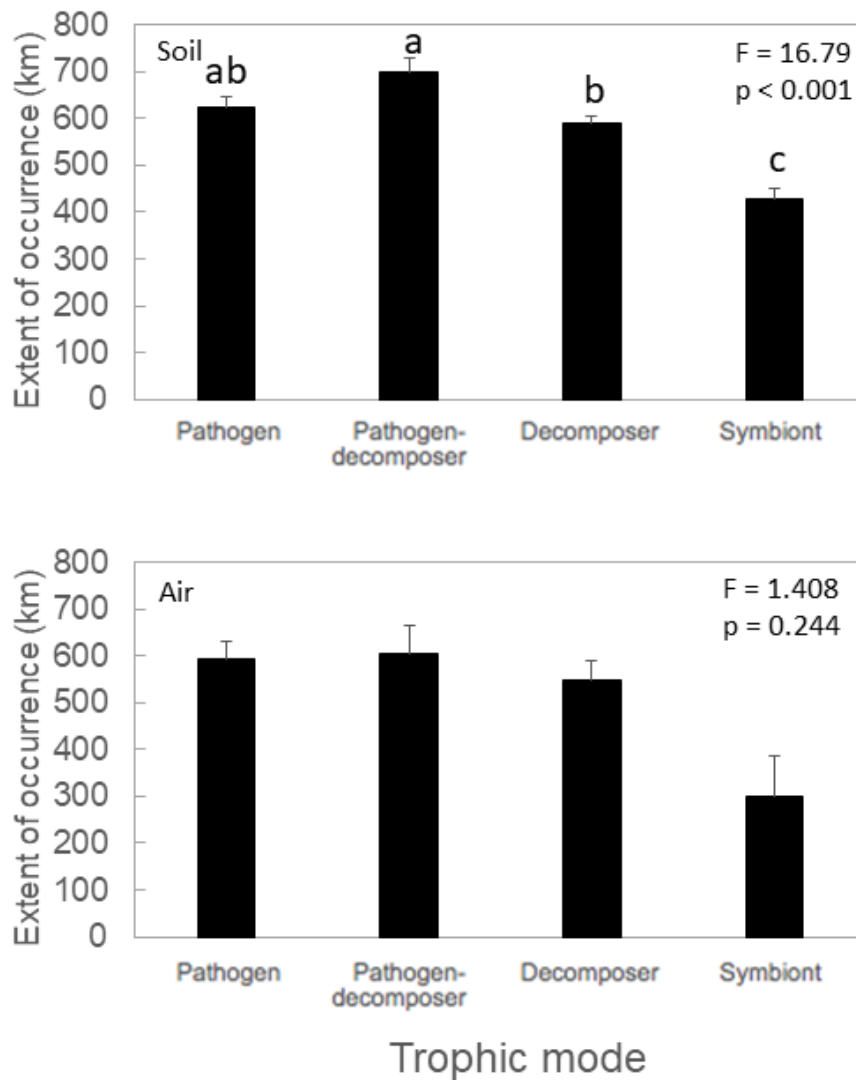 Extent of occurrence (km)
800
700
600
500
400
300
200
100
0
Soil
F = 16.79
p < 0.001
ab
a
b
c
Pathogen
Pathogen-
decomposer
Decomposer
Symbiont
Extent of occurrence (km)
800
700
600
500
400
300
200
100
0
Air
F = 1.408
p = 0.244
Pathogen
Pathogen-
decomposer
Decomposer
Symbiont
Trophic mode